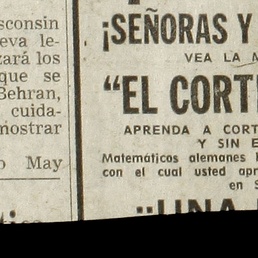 sconsin
eva le-
zará los
que se
Behran,
cuida-
mostrar
May
¡SEÑORAS Y
VEA LA
"EL CORT
APRENDA A CORT
Y SIN E
Matemáticos alemanes
con el cual usted apr
en S
"UNA